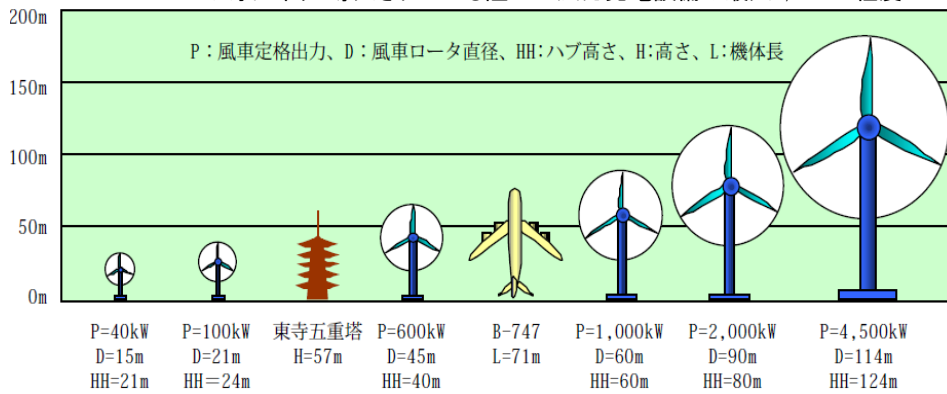 200m
P：風車定格出力、D：風車ロータ直径、HH：ハブ高さ、H：高さ、L：機体長
150m
100m
50m
0m
P=40kW
D=15m
HH=21m
P=100kW
D=21m
HH＝24m
東寺五重塔
H=57m
P=600kW
D=45m
HH=40m
B-747
L=71m
P=1,000kW
D=60m
HH=60m
P=2,000kW
D=90m
HH=80m
P=4,500kW
D=114m
HH=124m